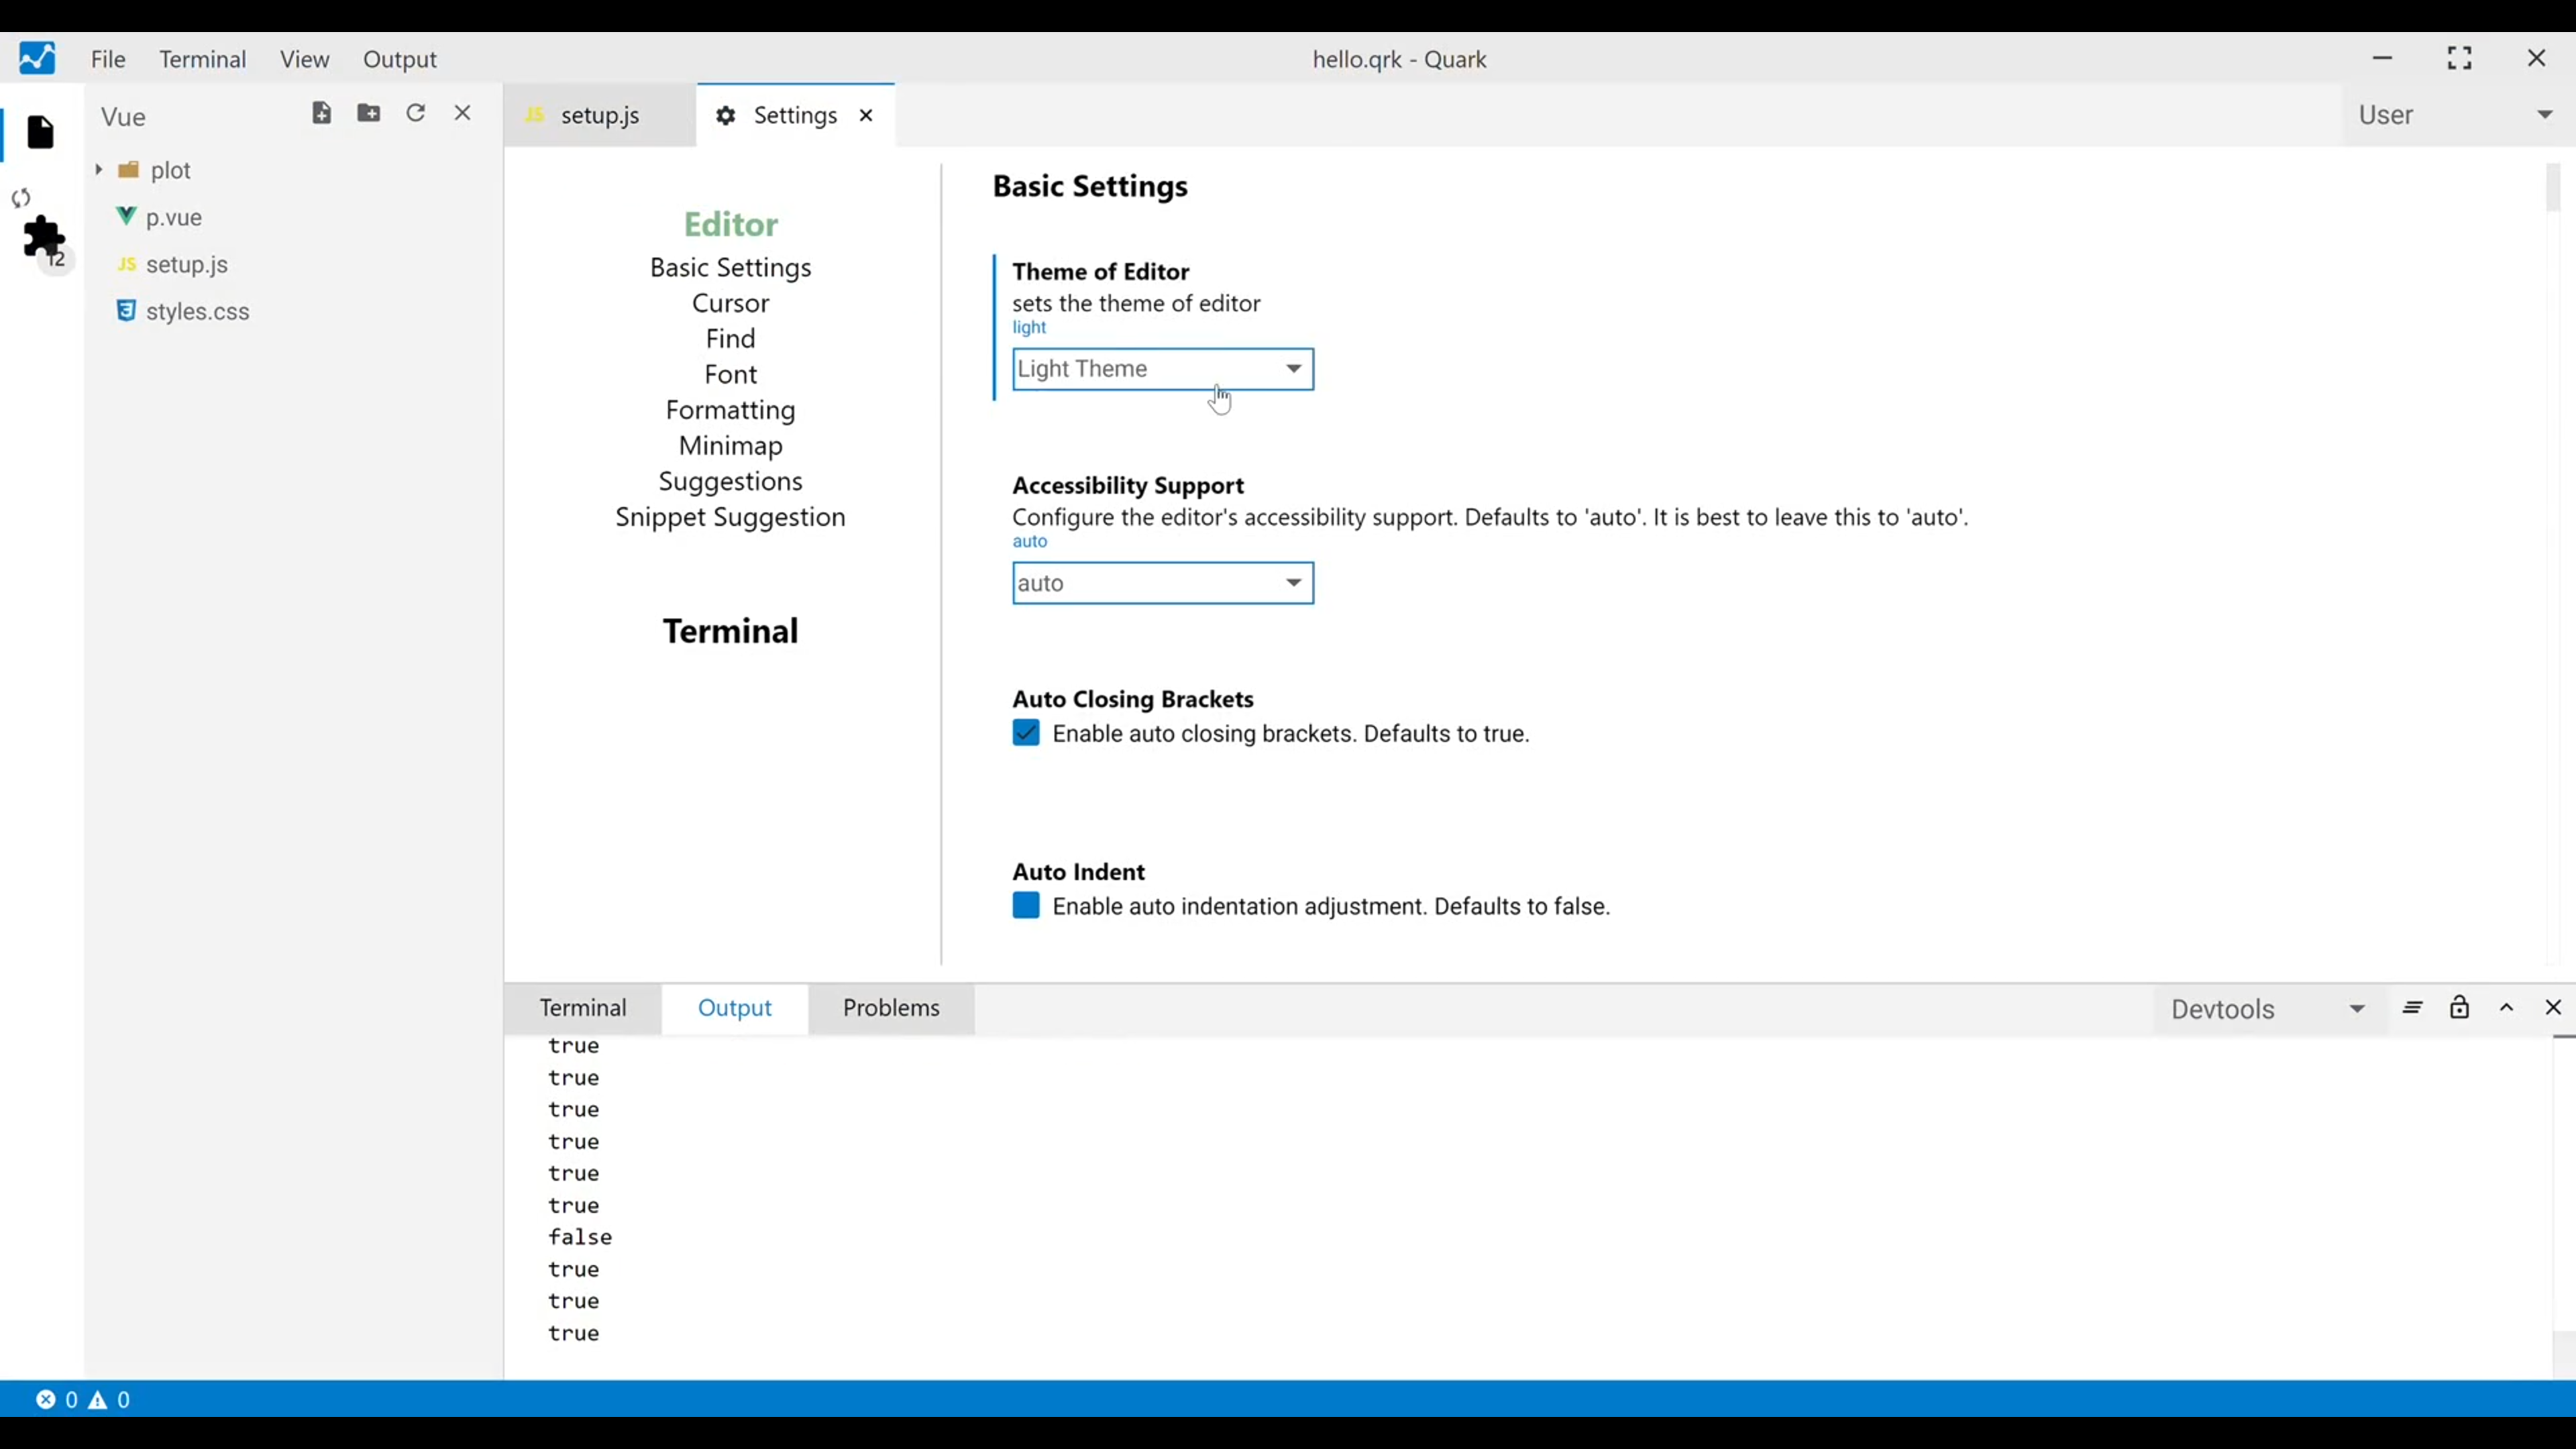 File Terminal View Output hello.qrk - Quark
Vue
plot
p.vue
JS setup.js
styles.css
12
JS setup.js Settings User
Editor
Basic Settings
Cursor
Find
Font
Formatting
Minimap
Suggestions
Snippet Suggestion
Terminal
Basic Settings
Theme of Editor
sets the theme of editor
light
Light Theme
Accessibility Support
Configure the editor's accessibility support. Defaults to 'auto'. It is best to leave this to 'auto'.
auto
auto
Auto Closing Brackets
Enable auto closing brackets. Defaults to true.
Auto Indent
Enable auto indentation adjustment. Defaults to false.
Terminal Output Problems Devtools
true
true
true
true
true
true
false
true
true
true
0 0